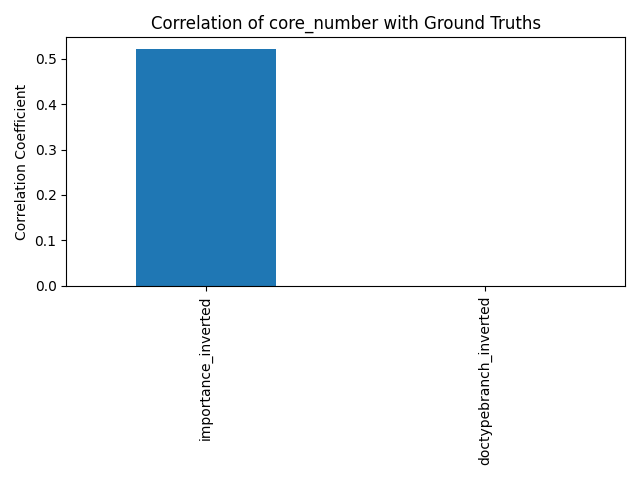 Correlation of core_number with Ground Truths
Correlation Coefficient
0.5
0.4
0.3
0.2
0.1
0.0
importance_inverted
doctypebranch_inverted